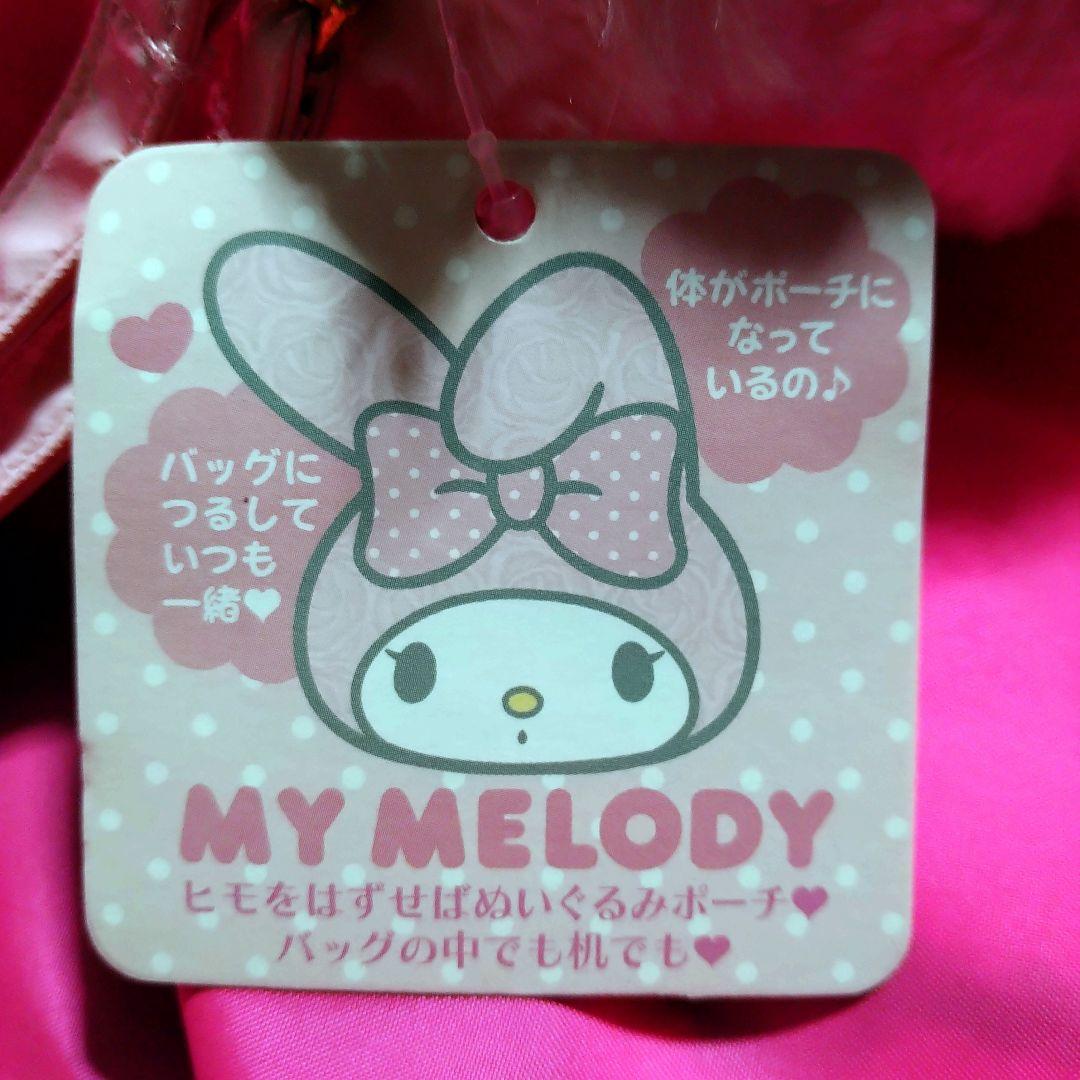 体がポーチに
なって
いるの♪
バッグに
つるして
いつも
一緒♥
MY MELODY
ヒモをはずせばぬいぐるみポーチ♥
バッグの中でも机でも♥